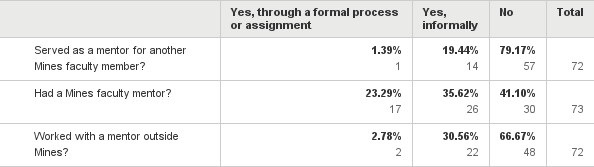 Yes, through a formal process Yes, No Total
or assignment informally
Served as a mentor for another 1.39% 19.44% 79.17%
Mines faculty member? 1 14 57 72
Had a Mines faculty mentor? 23.29% 35.62% 41.10%
17 26 30 73
Worked with a mentor outside 2.78% 30.56% 66.67%
Mines? 2 22 48 72